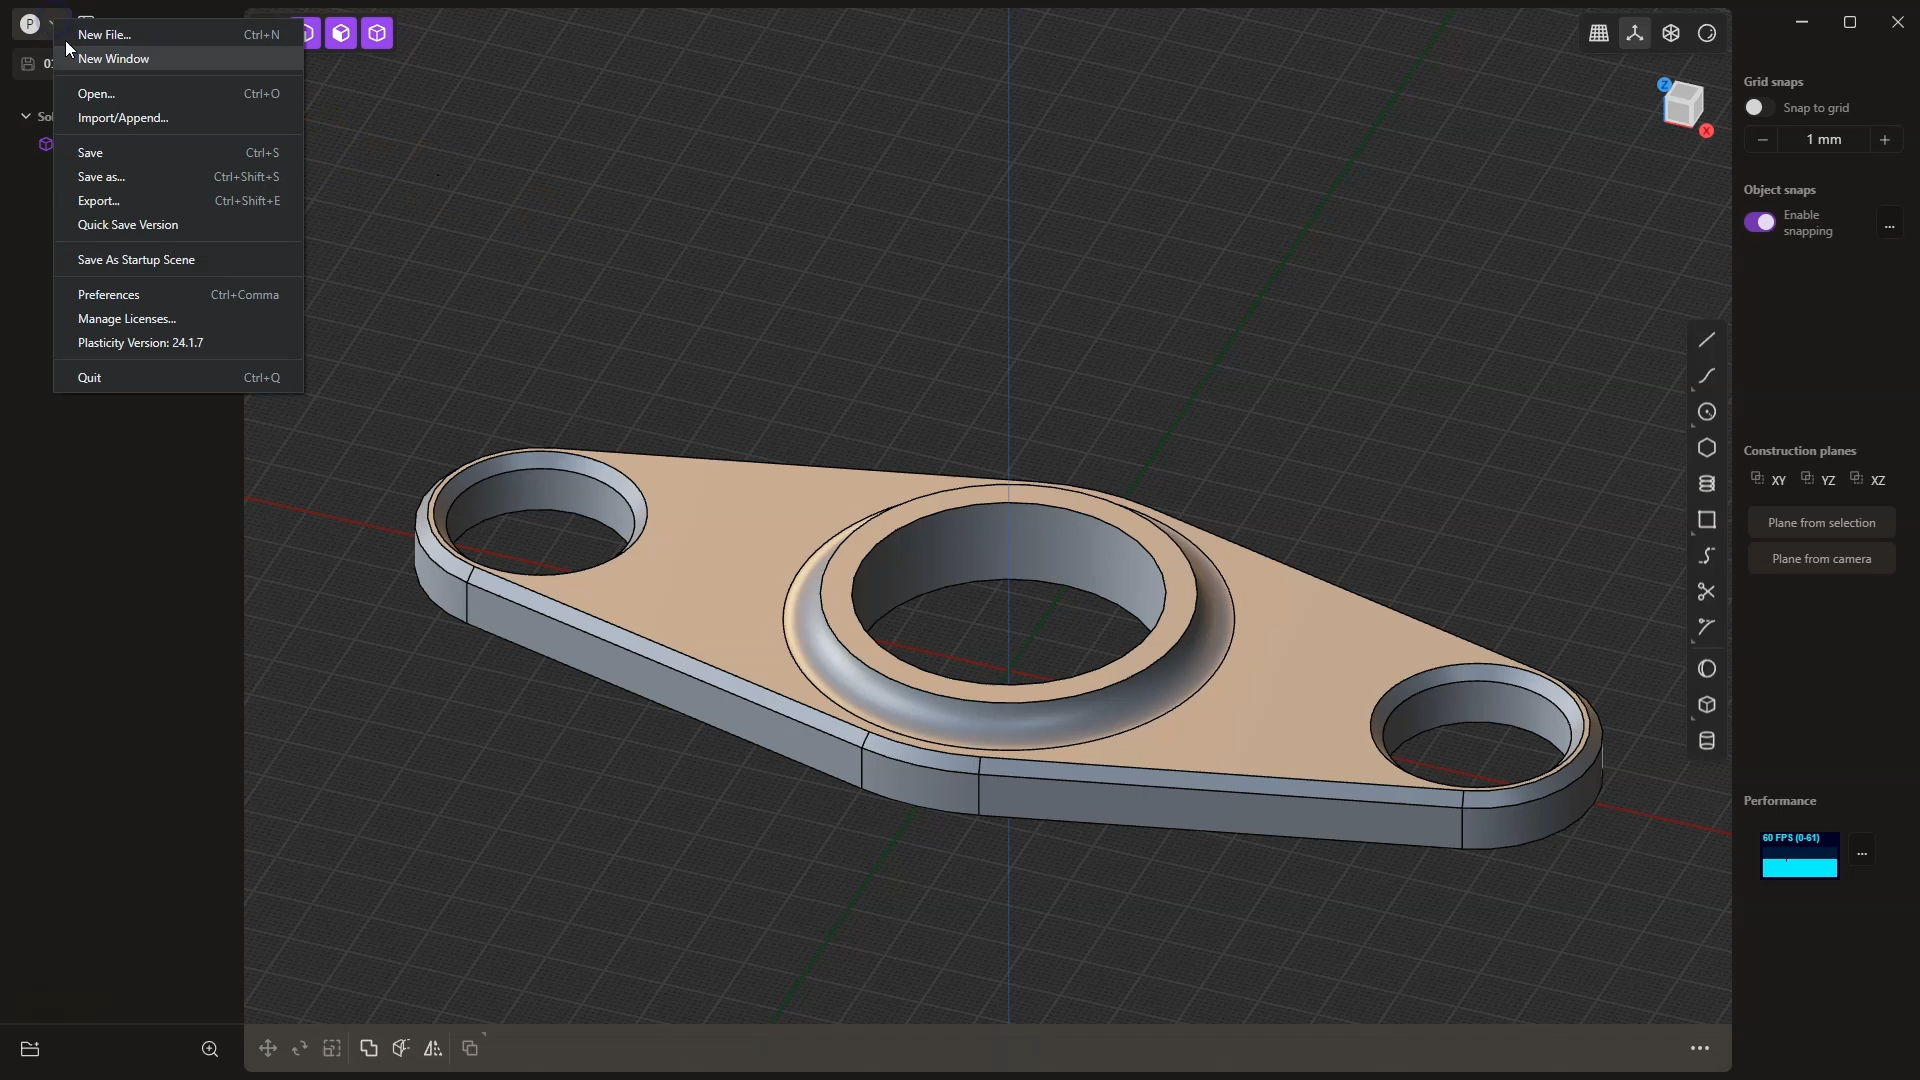 P
New File... Ctrl+N
New Window
Open... Ctrl+O
Import/Append...
Save Ctrl+S
Save as... Ctrl+Shift+S
Export... Ctrl+Shift+E
Quick Save Version
Save As Startup Scene
Preferences Ctrl+Comma
Manage Licenses...
Plasticity Version: 24.1.7
Quit Ctrl+Q
Z
X
Grid snaps
Snap to grid
1 mm
Object snaps
Enable
snapping
...
Construction planes
XY YZ XZ
Plane from selection
Plane from camera
Performance
60 FPS (0-61)
...